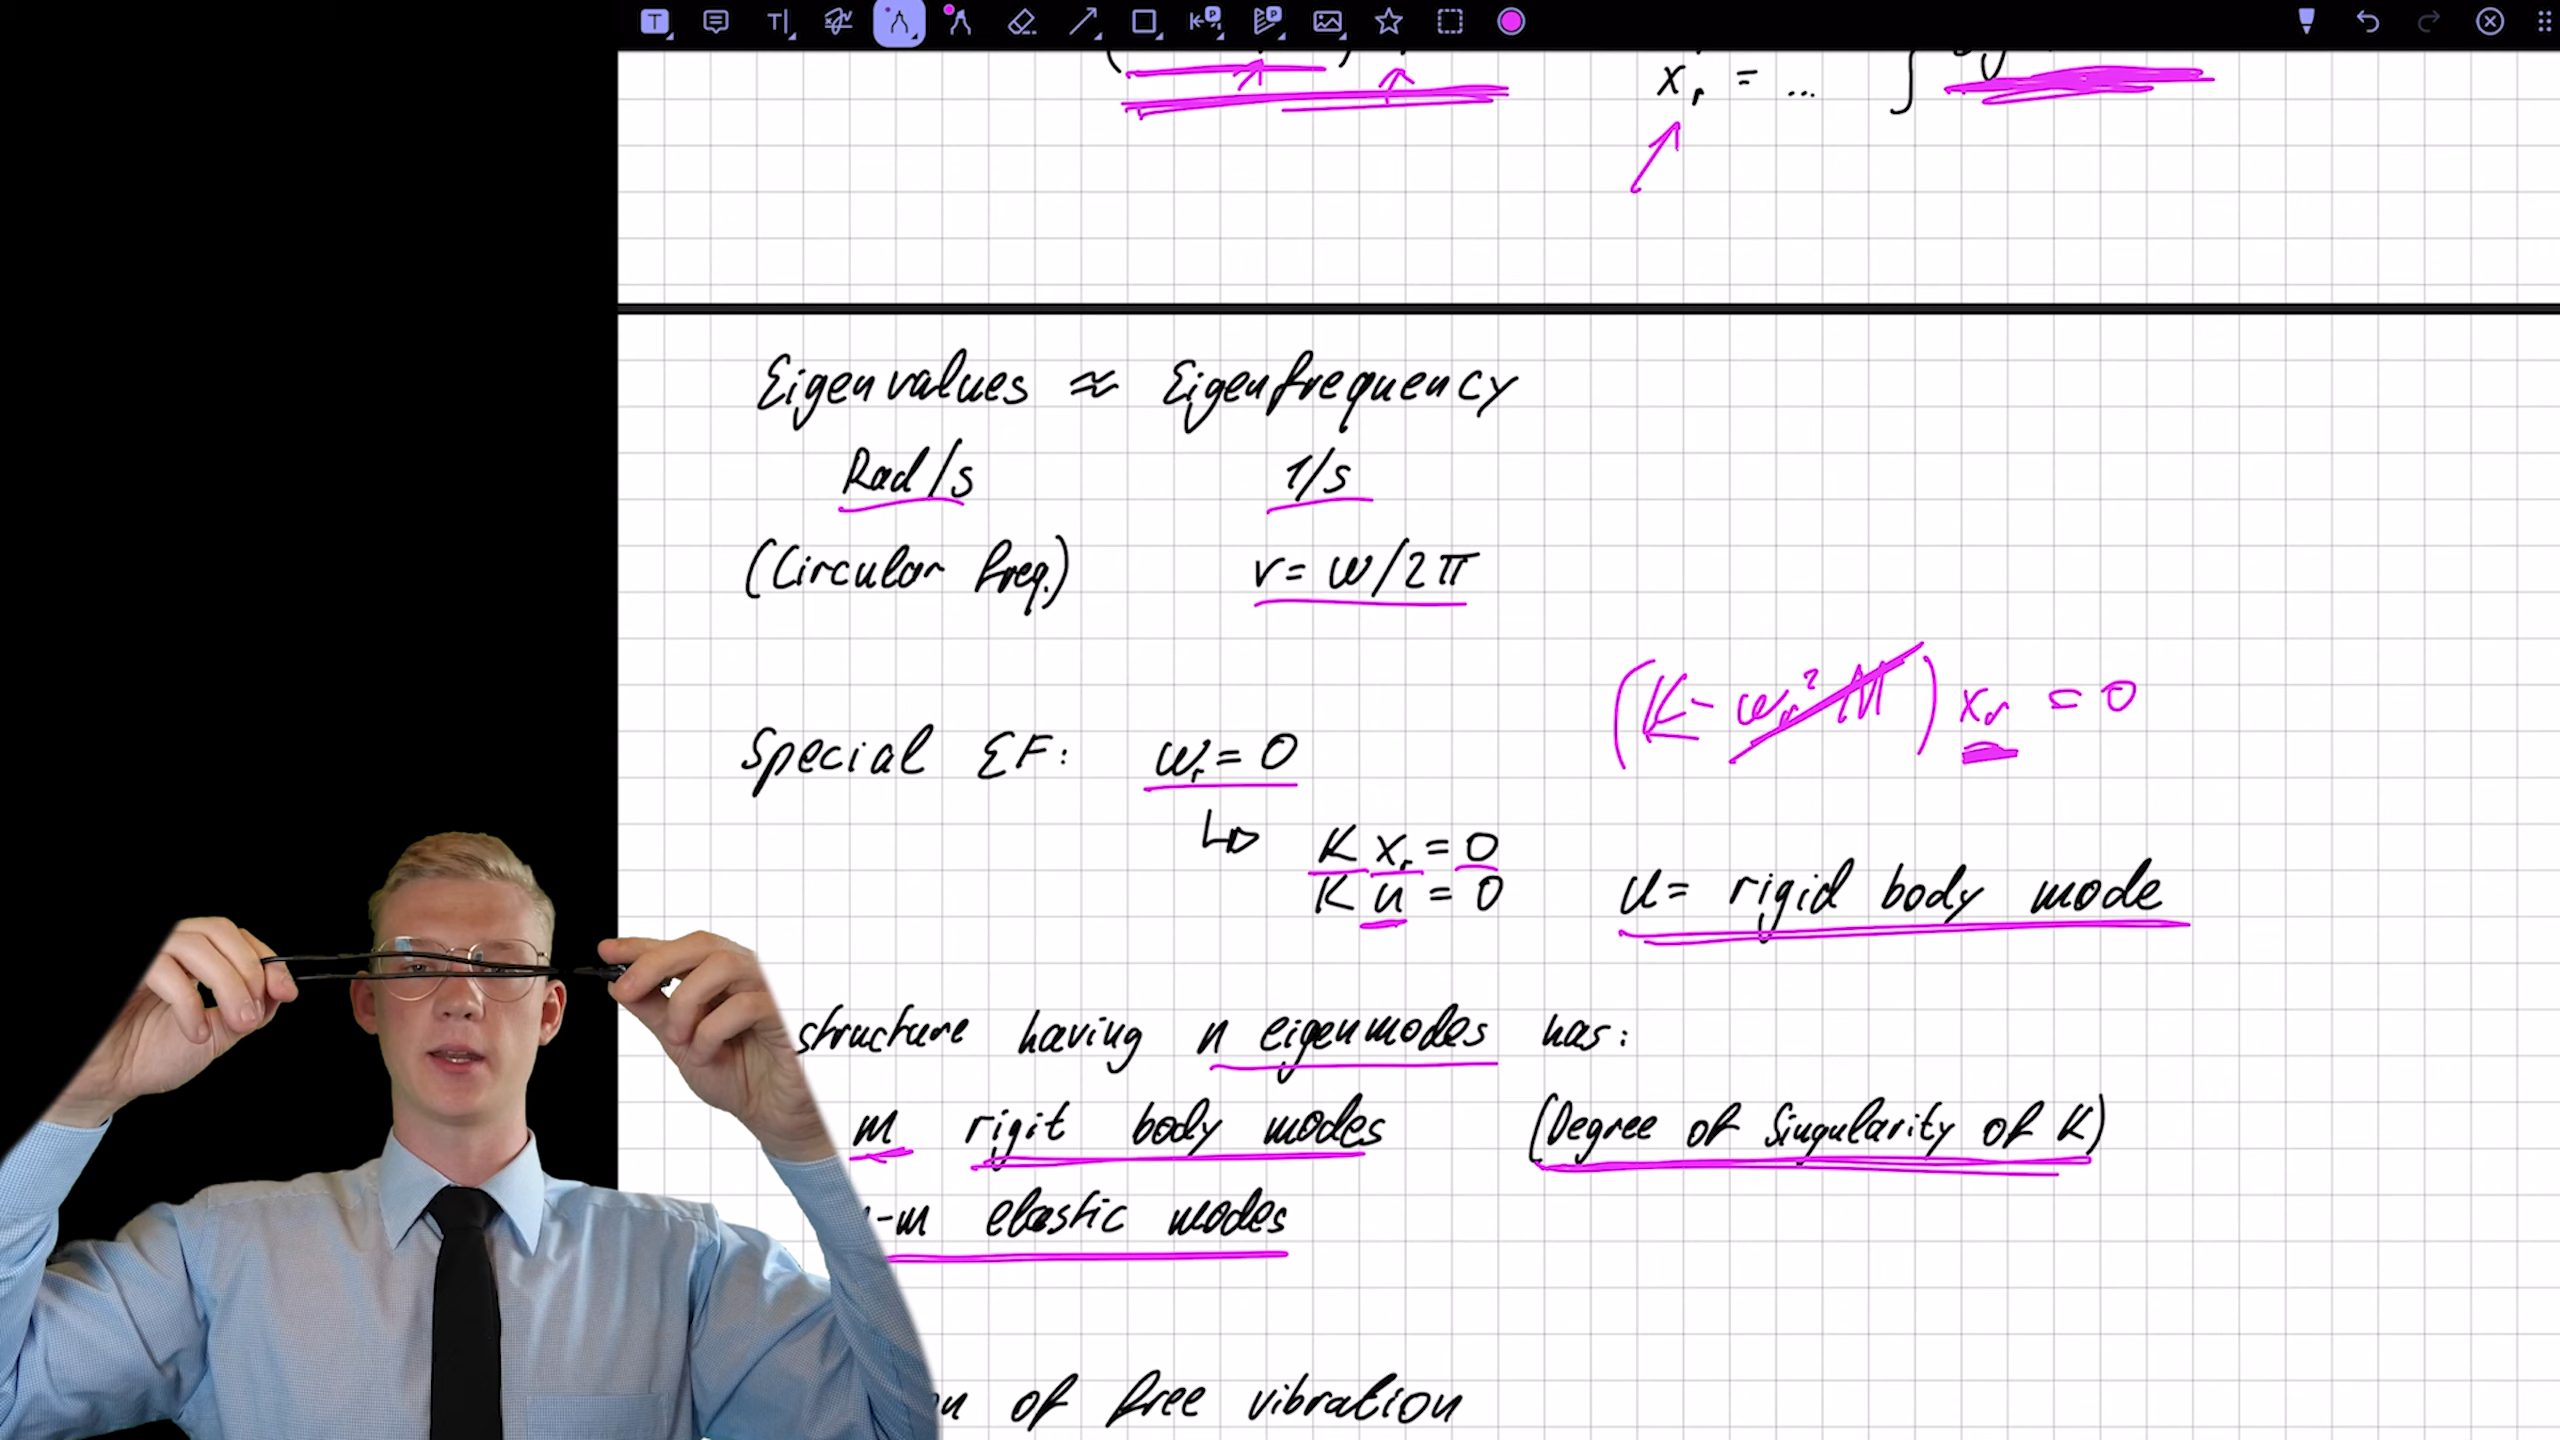 x_r = ...
Eigenvalues ≈ Eigenfrequency
Rad/s 1/s
(Circular freq.) ν = ω/2π
(K - ω_r² M) x_r = 0
Special EF: ω_r = 0
K x_r = 0
K u = 0 u = rigid body mode
structure having n eigenmodes has:
m rigit body modes (Degree of Singularity of K)
-m elastic modes
of free vibration